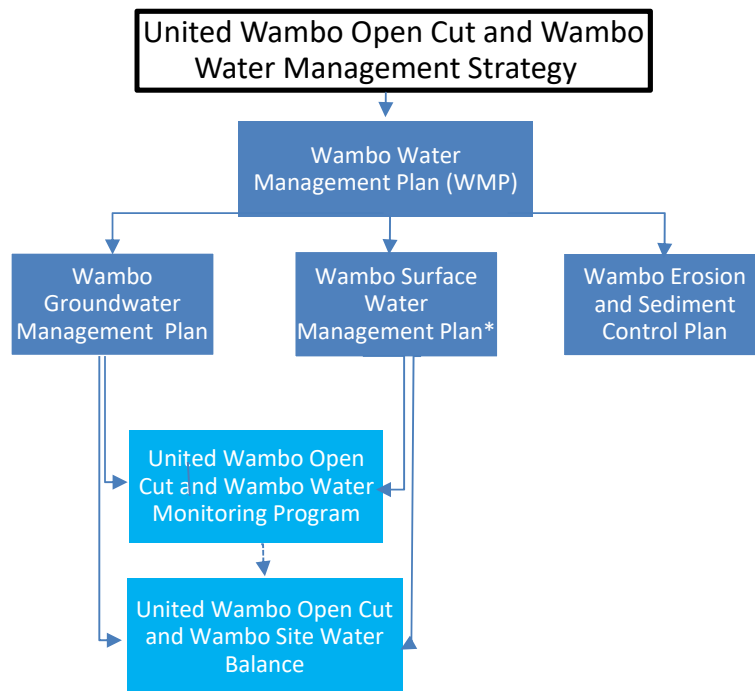 United Wambo Open Cut and Wambo
Water Management Strategy
Wambo Water
Management Plan (WMP)
Wambo
Groundwater
Management Plan
Wambo Surface
Water
Management Plan*
Wambo Erosion
and Sediment
Control Plan
United Wambo Open
Cut and Wambo Water
Monitoring Program
United Wambo Open Cut
and Wambo Site Water
Balance